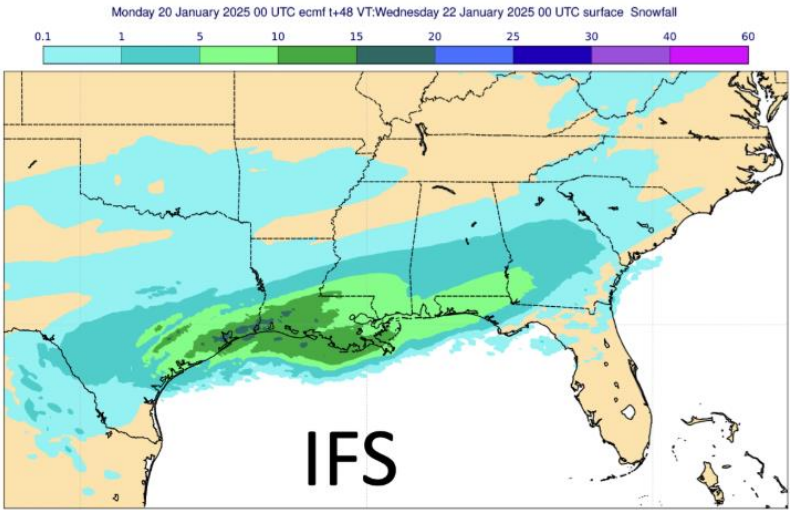 Monday 20 January 2025 00 UTC ecmf t+48 VT:Wednesday 22 January 2025 00 UTC surface Snowfall
0.1 1 5 10 15 20 25 30 40 60
IFS